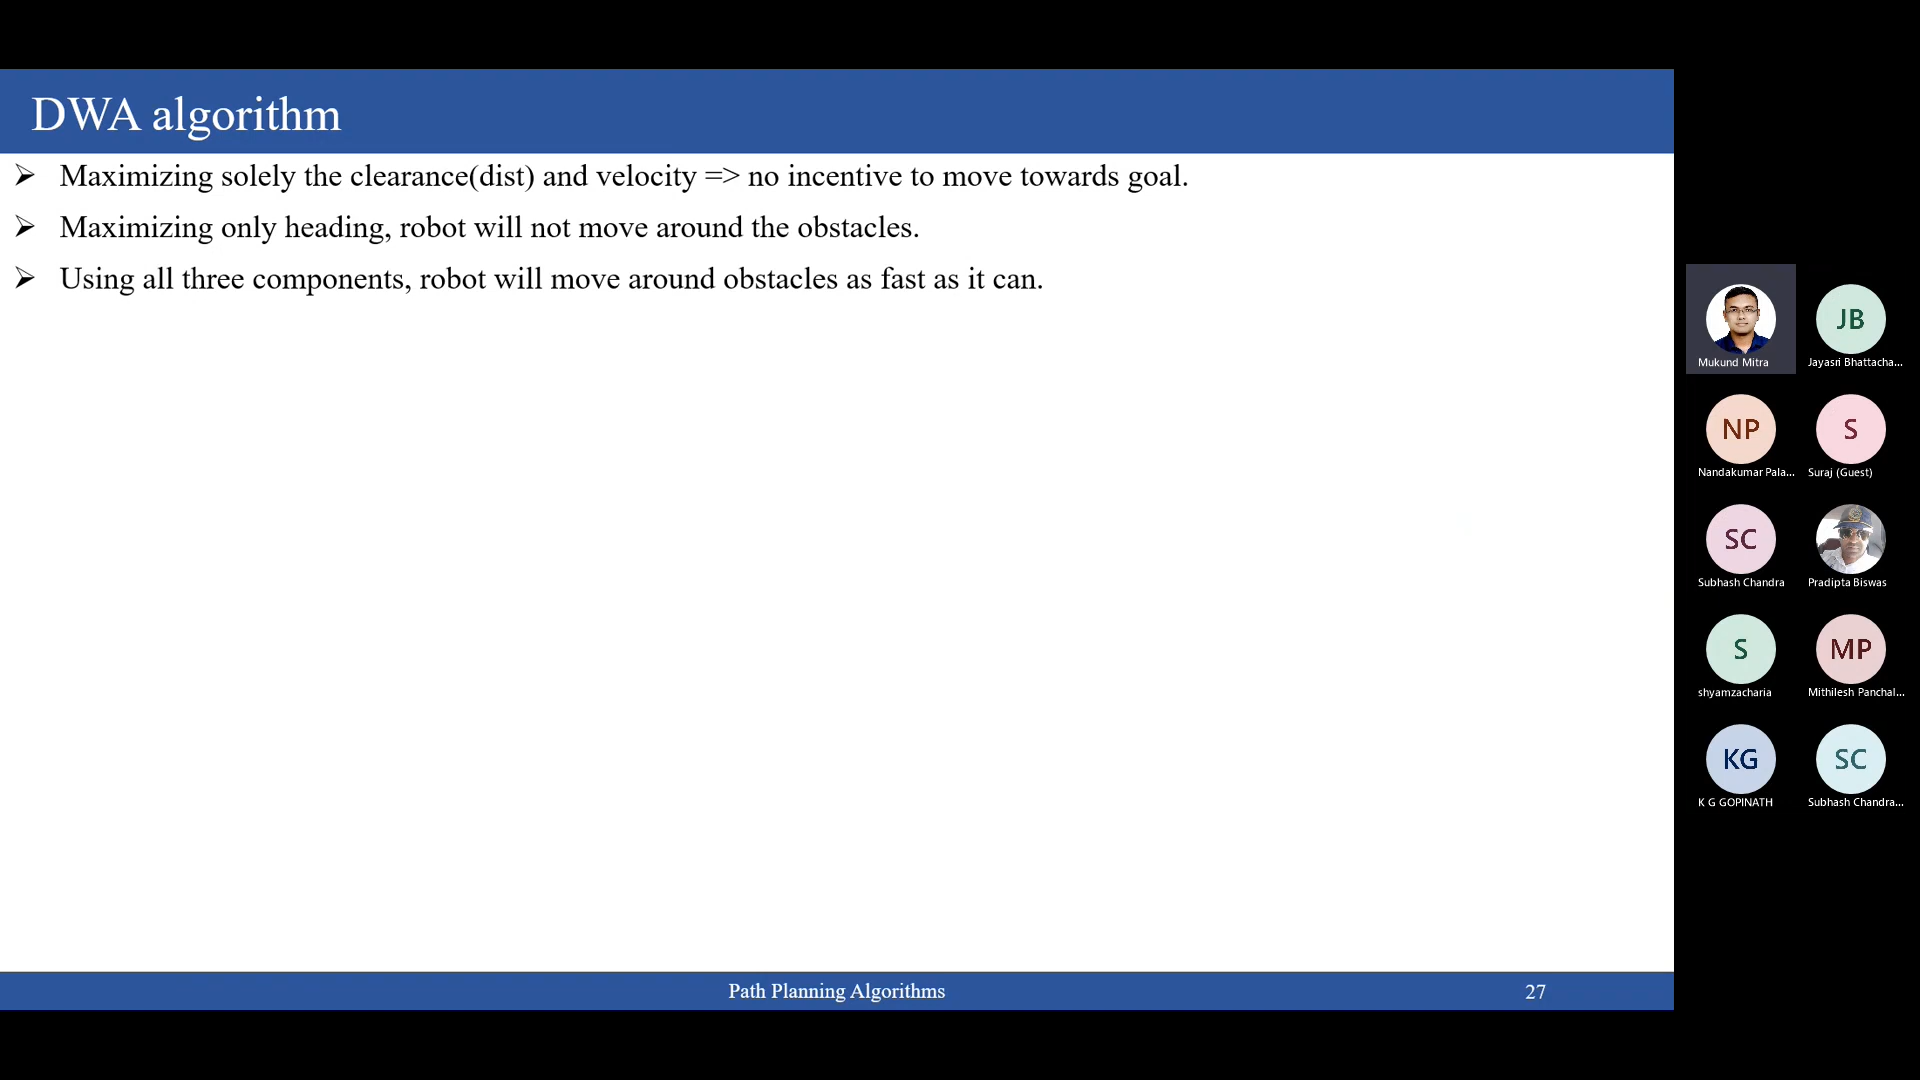 DWA algorithm
➢ Maximizing solely the clearance(dist) and velocity => no incentive to move towards goal.
➢ Maximizing only heading, robot will not move around the obstacles.
➢ Using all three components, robot will move around obstacles as fast as it can.
Path Planning Algorithms
27
Mukund Mitra
JB
Jayasri Bhattacha...
NP
Nandakumar Pala...
S
Suraj (Guest)
SC
Subhash Chandra
Pradipta Biswas
S
shyamzacharia
MP
Mithilesh Panchal...
KG
K G GOPINATH
SC
Subhash Chandra...